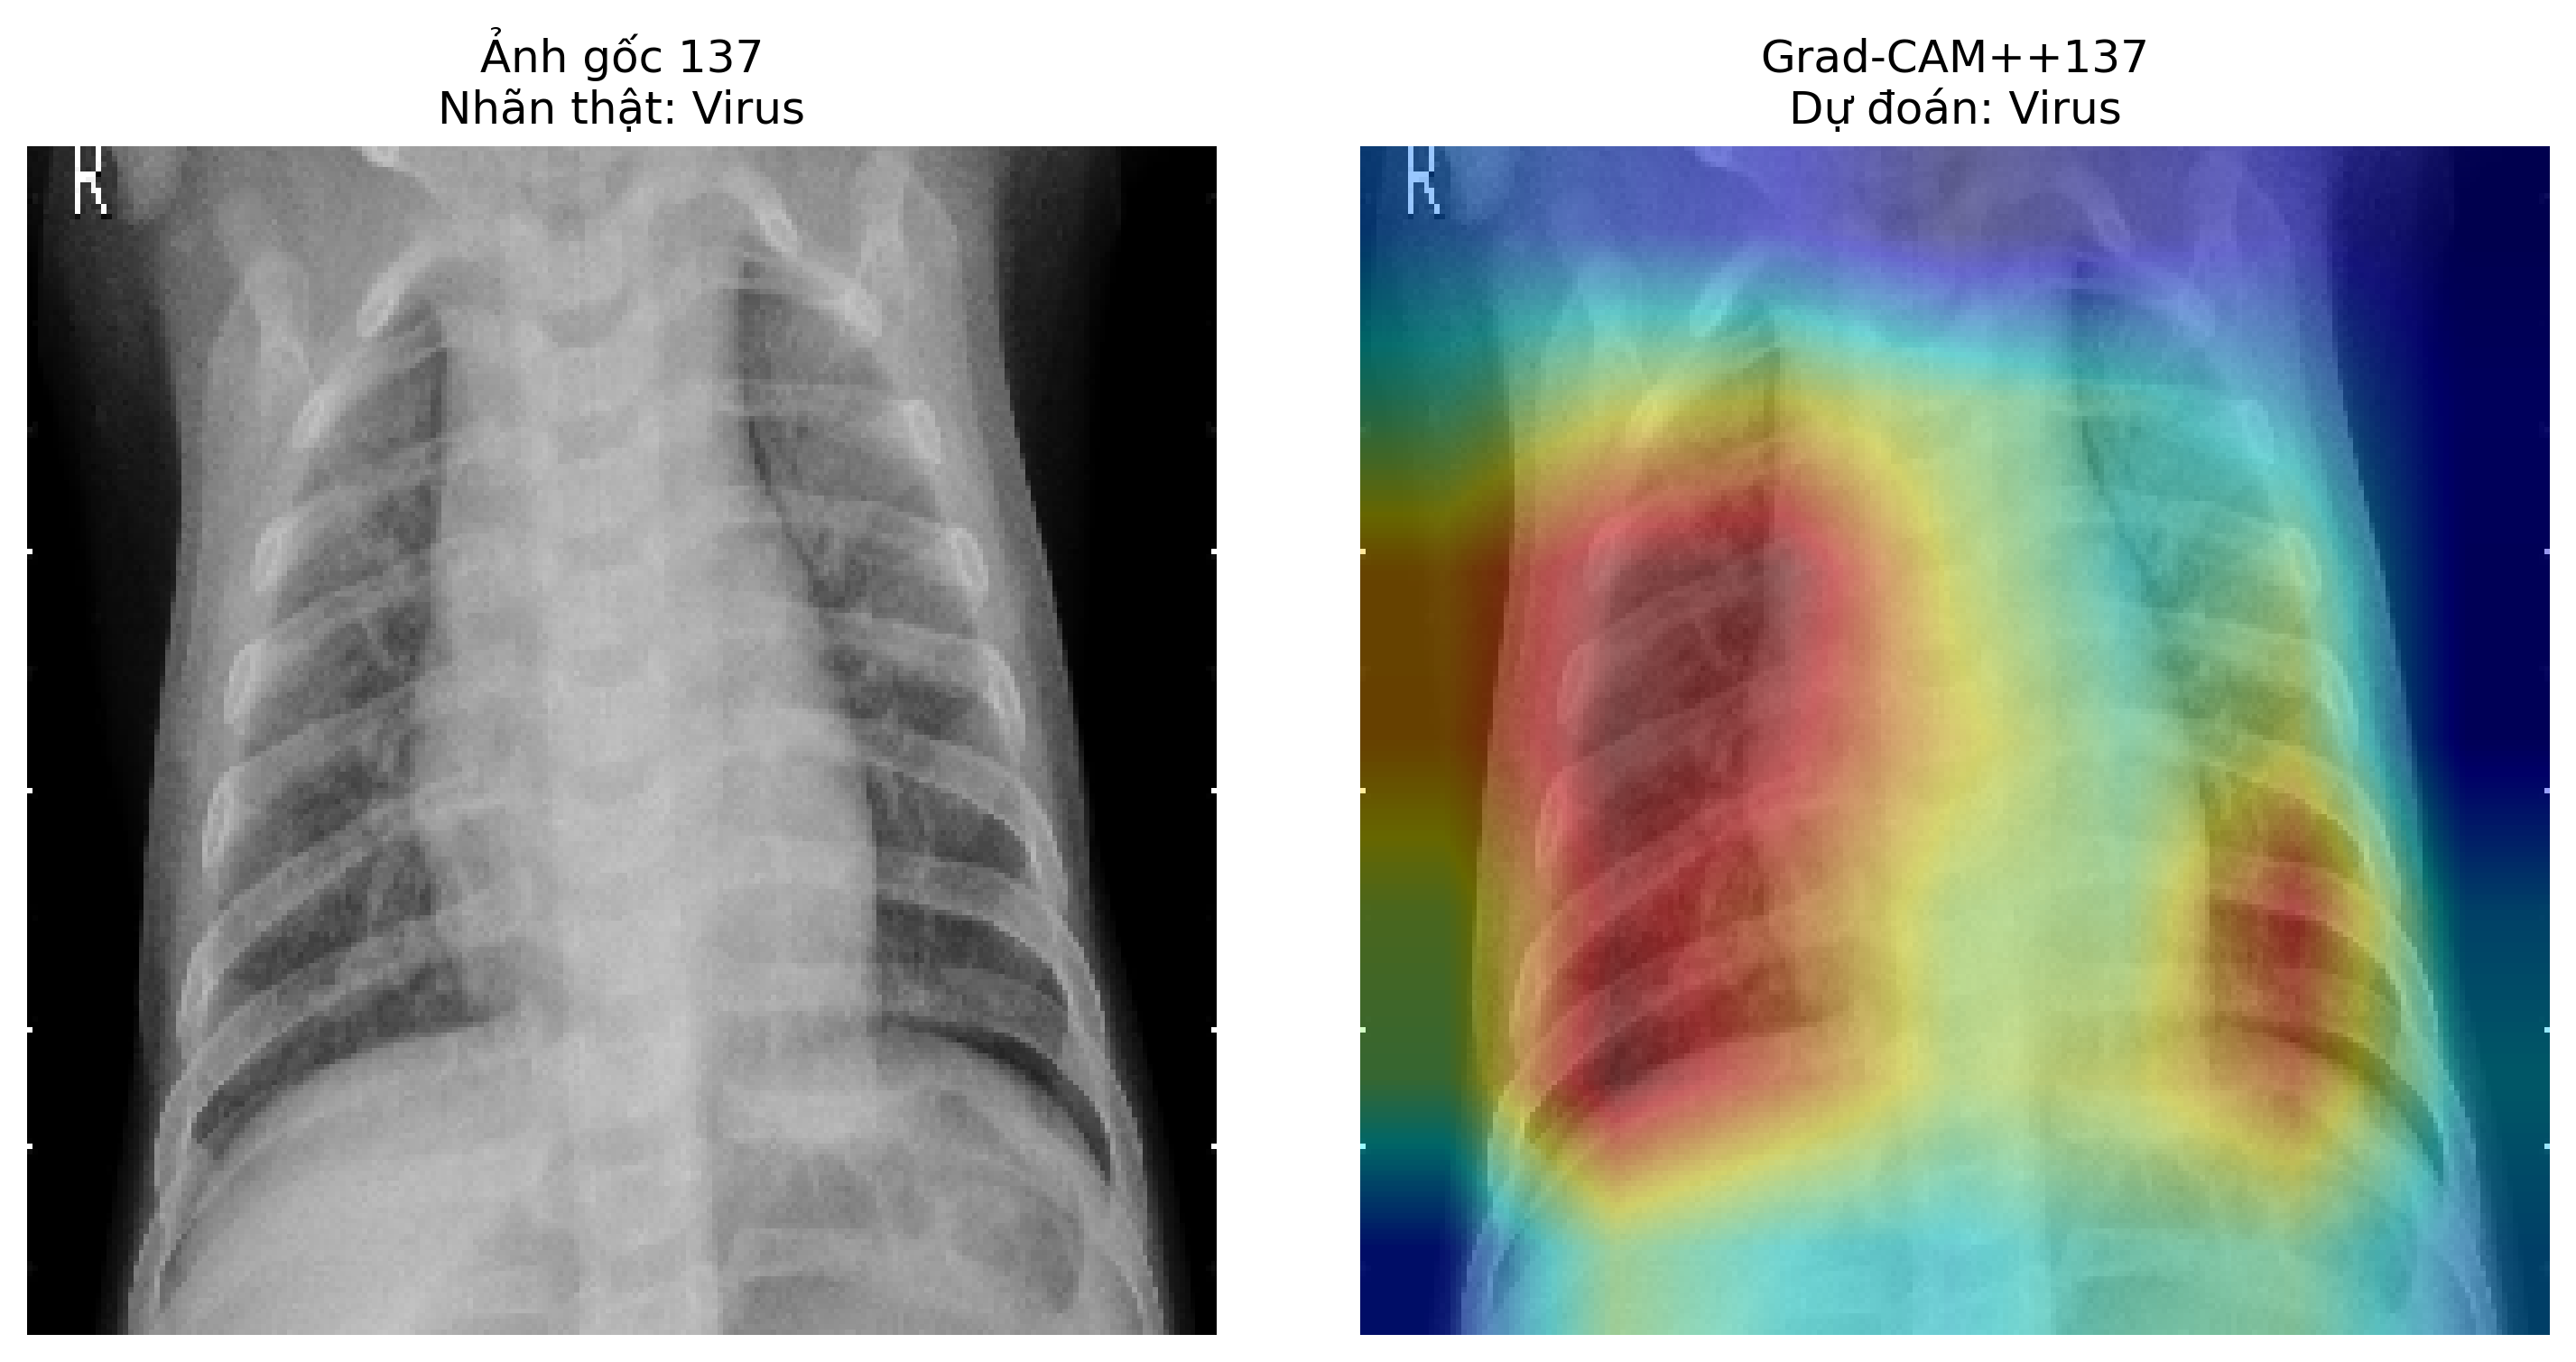 Ảnh gốc 137
Nhãn thật: Virus
Grad-CAM++137
Dự đoán: Virus
R
R